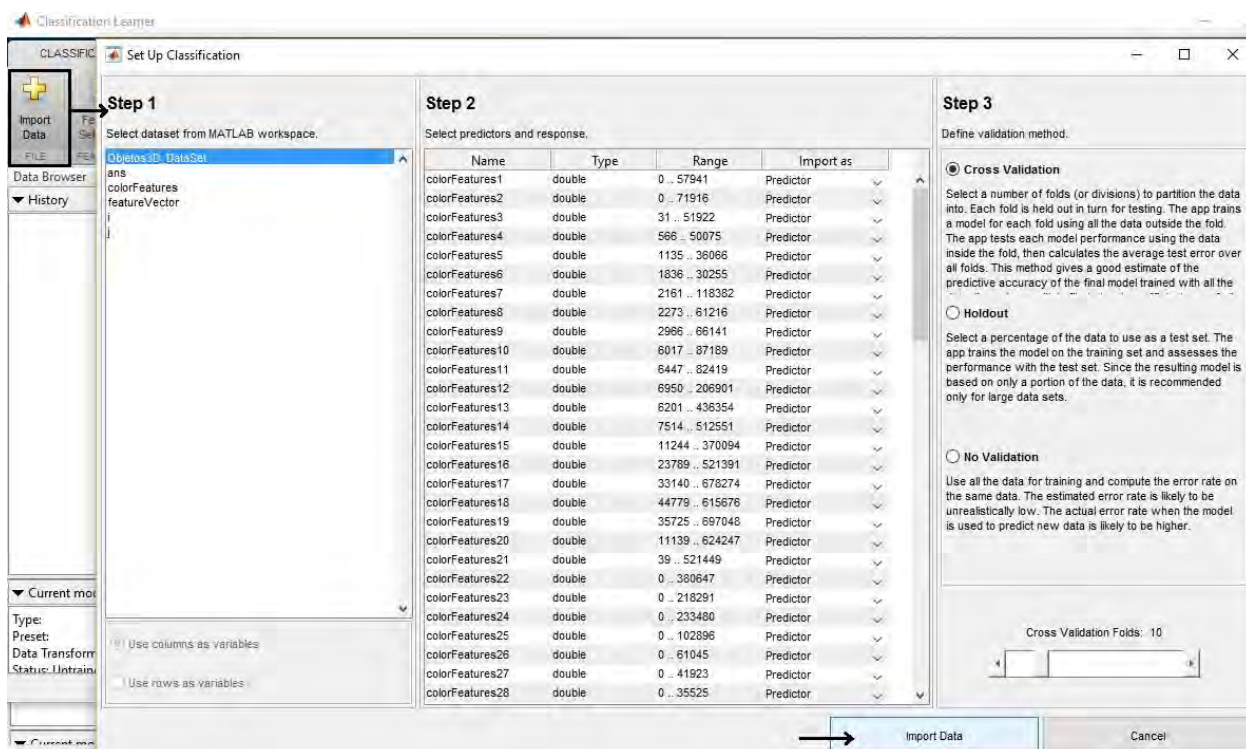 Classification Learner
CLASSIFIC
Set Up Classification
Import
Data
FILE
Data Browser
▼ History
▼ Current mo
Type:
Preset:
Data Transform
Status: Untraine
Step 1
Select dataset from MATLAB workspace.
Objetos3D_DataSet
ans
colorFeatures
featureVector
i
j
Use columns as variables
Use rows as variables
Step 2
Select predictors and response.
Name Type Range Import as
colorFeatures1 double 0 .. 57941 Predictor
colorFeatures2 double 0 .. 71916 Predictor
colorFeatures3 double 31 .. 51922 Predictor
colorFeatures4 double 566 .. 50075 Predictor
colorFeatures5 double 1135 .. 36066 Predictor
colorFeatures6 double 1836 .. 30255 Predictor
colorFeatures7 double 2161 .. 118382 Predictor
colorFeatures8 double 2273 .. 61216 Predictor
colorFeatures9 double 2966 .. 66141 Predictor
colorFeatures10 double 6017 .. 87189 Predictor
colorFeatures11 double 6447 .. 82419 Predictor
colorFeatures12 double 6950 .. 206901 Predictor
colorFeatures13 double 6201 .. 436354 Predictor
colorFeatures14 double 7514 .. 512551 Predictor
colorFeatures15 double 11244 .. 370094 Predictor
colorFeatures16 double 23789 .. 521391 Predictor
colorFeatures17 double 33140 .. 678274 Predictor
colorFeatures18 double 44779 .. 615676 Predictor
colorFeatures19 double 35725 .. 697048 Predictor
colorFeatures20 double 11139 .. 624247 Predictor
colorFeatures21 double 39 .. 521449 Predictor
colorFeatures22 double 0 .. 380647 Predictor
colorFeatures23 double 0 .. 218291 Predictor
colorFeatures24 double 0 .. 233480 Predictor
colorFeatures25 double 0 .. 102896 Predictor
colorFeatures26 double 0 .. 61045 Predictor
colorFeatures27 double 0 .. 41923 Predictor
colorFeatures28 double 0 .. 35525 Predictor
Step 3
Define validation method.
Cross Validation
Select a number of folds (or divisions) to partition the data
into. Each fold is held out in turn for testing. The app trains
a model for each fold using all the data outside the fold.
The app tests each model performance using the data
inside the fold, then calculates the average test error over
all folds. This method gives a good estimate of the
predictive accuracy of the final model trained with all the
Holdout
Select a percentage of the data to use as a test set. The
app trains the model on the training set and assesses the
performance with the test set. Since the resulting model is
based on only a portion of the data, it is recommended
only for large data sets.
No Validation
Use all the data for training and compute the error rate on
the same data. The estimated error rate is likely to be
unrealistically low. The actual error rate when the model
is used to predict new data is likely to be higher.
Cross Validation Folds: 10
Import Data
Cancel